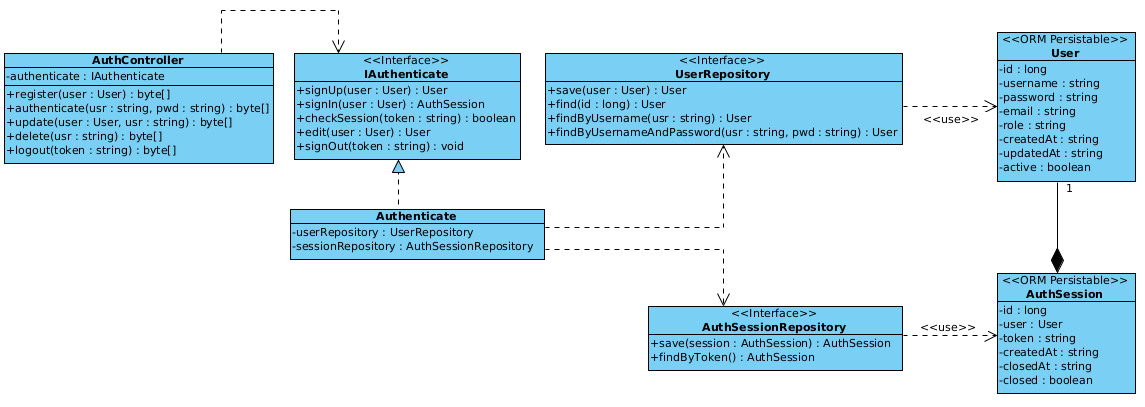 AuthController
-authenticate : IAuthenticate
+register(user : User) : byte[]
+authenticate(usr : string, pwd : string) : byte[]
+update(user : User, usr : string) : byte[]
+delete(usr : string) : byte[]
+logout(token : string) : byte[]
<<Interface>>
IAuthenticate
+signUp(user : User) : User
+signIn(user : User) : AuthSession
+checkSession(token : string) : boolean
+edit(user : User) : User
+signOut(token : string) : void
<<Interface>>
UserRepository
+save(user : User) : User
+find(id : long) : User
+findByUsername(usr : string) : User
+findByUsernameAndPassword(usr : string, pwd : string) : User
<<use>>
<<ORM Persistable>>
User
-id : long
-username : string
-password : string
-email : string
-role : string
-createdAt : string
-updatedAt : string
-active : boolean
1
Authenticate
-userRepository : UserRepository
-sessionRepository : AuthSessionRepository
<<Interface>>
AuthSessionRepository
+save(session : AuthSession) : AuthSession
+findByToken() : AuthSession
<<use>>
<<ORM Persistable>>
AuthSession
-id : long
-user : User
-token : string
-createdAt : string
-closedAt : string
-closed : boolean